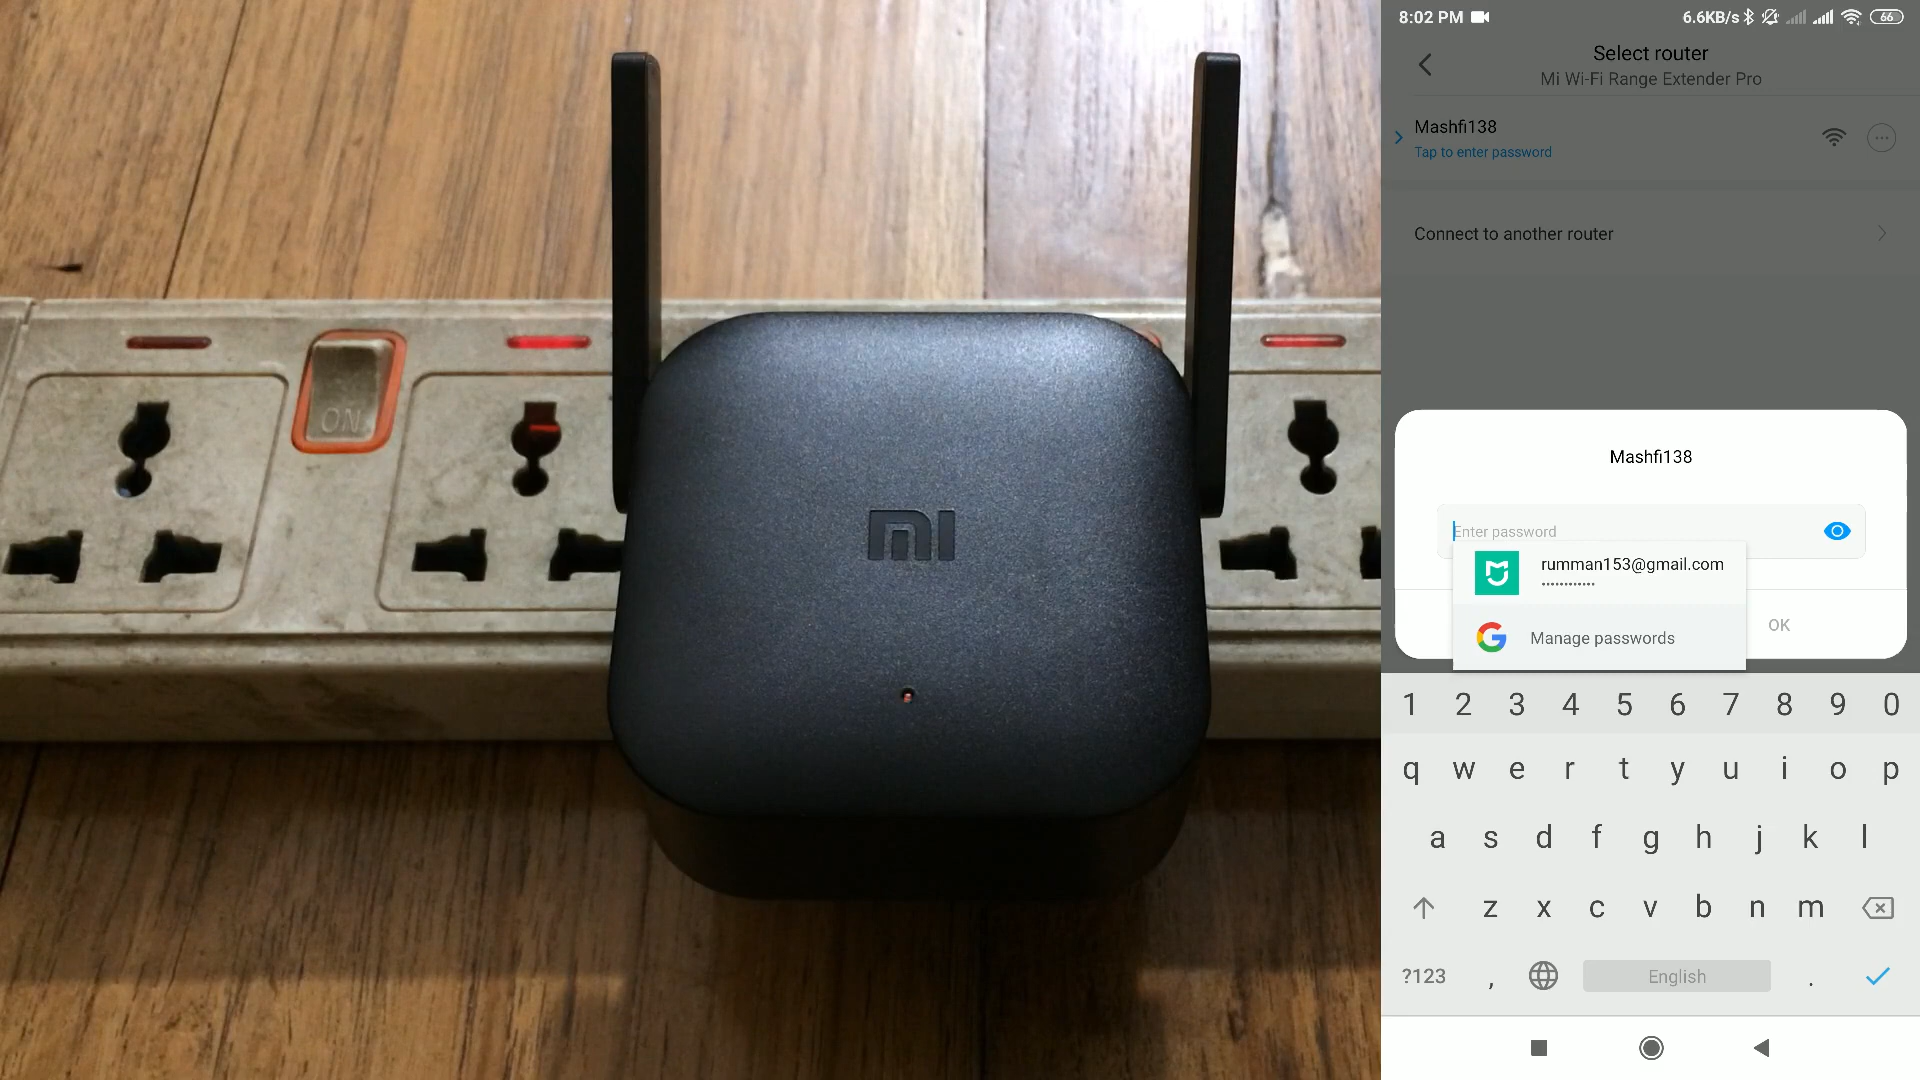 ON
mi
8:02 PM
6.6KB/s
66
Select router
Mi Wi-Fi Range Extender Pro
Mashfi138
Tap to enter password
Connect to another router
Mashfi138
Enter password
rumman153@gmail.com
••••••••••••
Manage passwords
OK
1 2 3 4 5 6 7 8 9 0
q w e r t y u i o p
a s d f g h j k l
z x c v b n m
?123 , English .